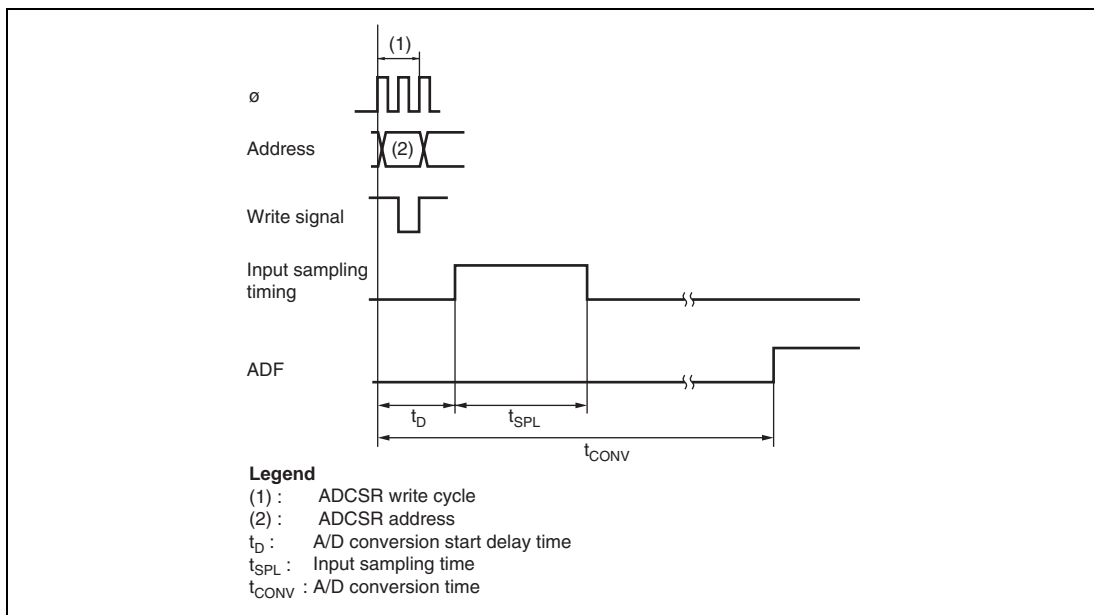 (1)
ø
Address
(2)
Write signal
Input sampling
timing
ADF
tD
tSPL
tCONV
Legend
(1) : ADCSR write cycle
(2) : ADCSR address
tD : A/D conversion start delay time
tSPL : Input sampling time
tCONV : A/D conversion time